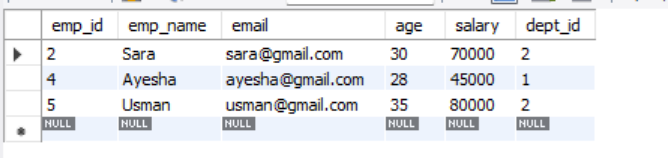 emp_id emp_name email age salary dept_id
2 Sara sara@gmail.com 30 70000 2
4 Ayesha ayesha@gmail.com 28 45000 1
5 Usman usman@gmail.com 35 80000 2
NULL NULL NULL NULL NULL NULL